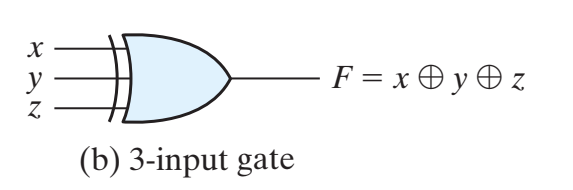 x
y
z
F = x ⊕ y ⊕ z
(b) 3-input gate